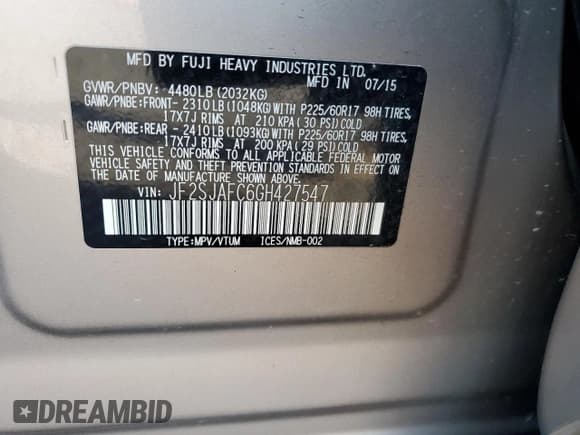 MFD BY FUJI HEAVY INDUSTRIES LTD.
MFD IN 07/15
GVWR/PNBV: 4480LB (2032KG)
GAWR/PNBE:FRONT- 2310LB(1048KG)WITH P225/60R17 98H TIRES,
17X7J RIMS AT 210 KPA( 30 PSI)COLD
GAWR/PNBE:REAR - 2410LB(1093KG)WITH P225/60R17 98H TIRES,
17X7J RIMS AT 200 KPA( 29 PSI)COLD
THIS VEHICLE CONFORMS TO ALL APPLICABLE FEDERAL MOTOR
VEHICLE SAFETY AND BUMPER STANDARDS IN EFFECT ON
THE DATE OF MANUFACTURE SHOWN ABOVE.
VIN: JF2SJAFC6GH427547
TYPE:MPV/VTUM ICES/NMB-002
DREAMBID